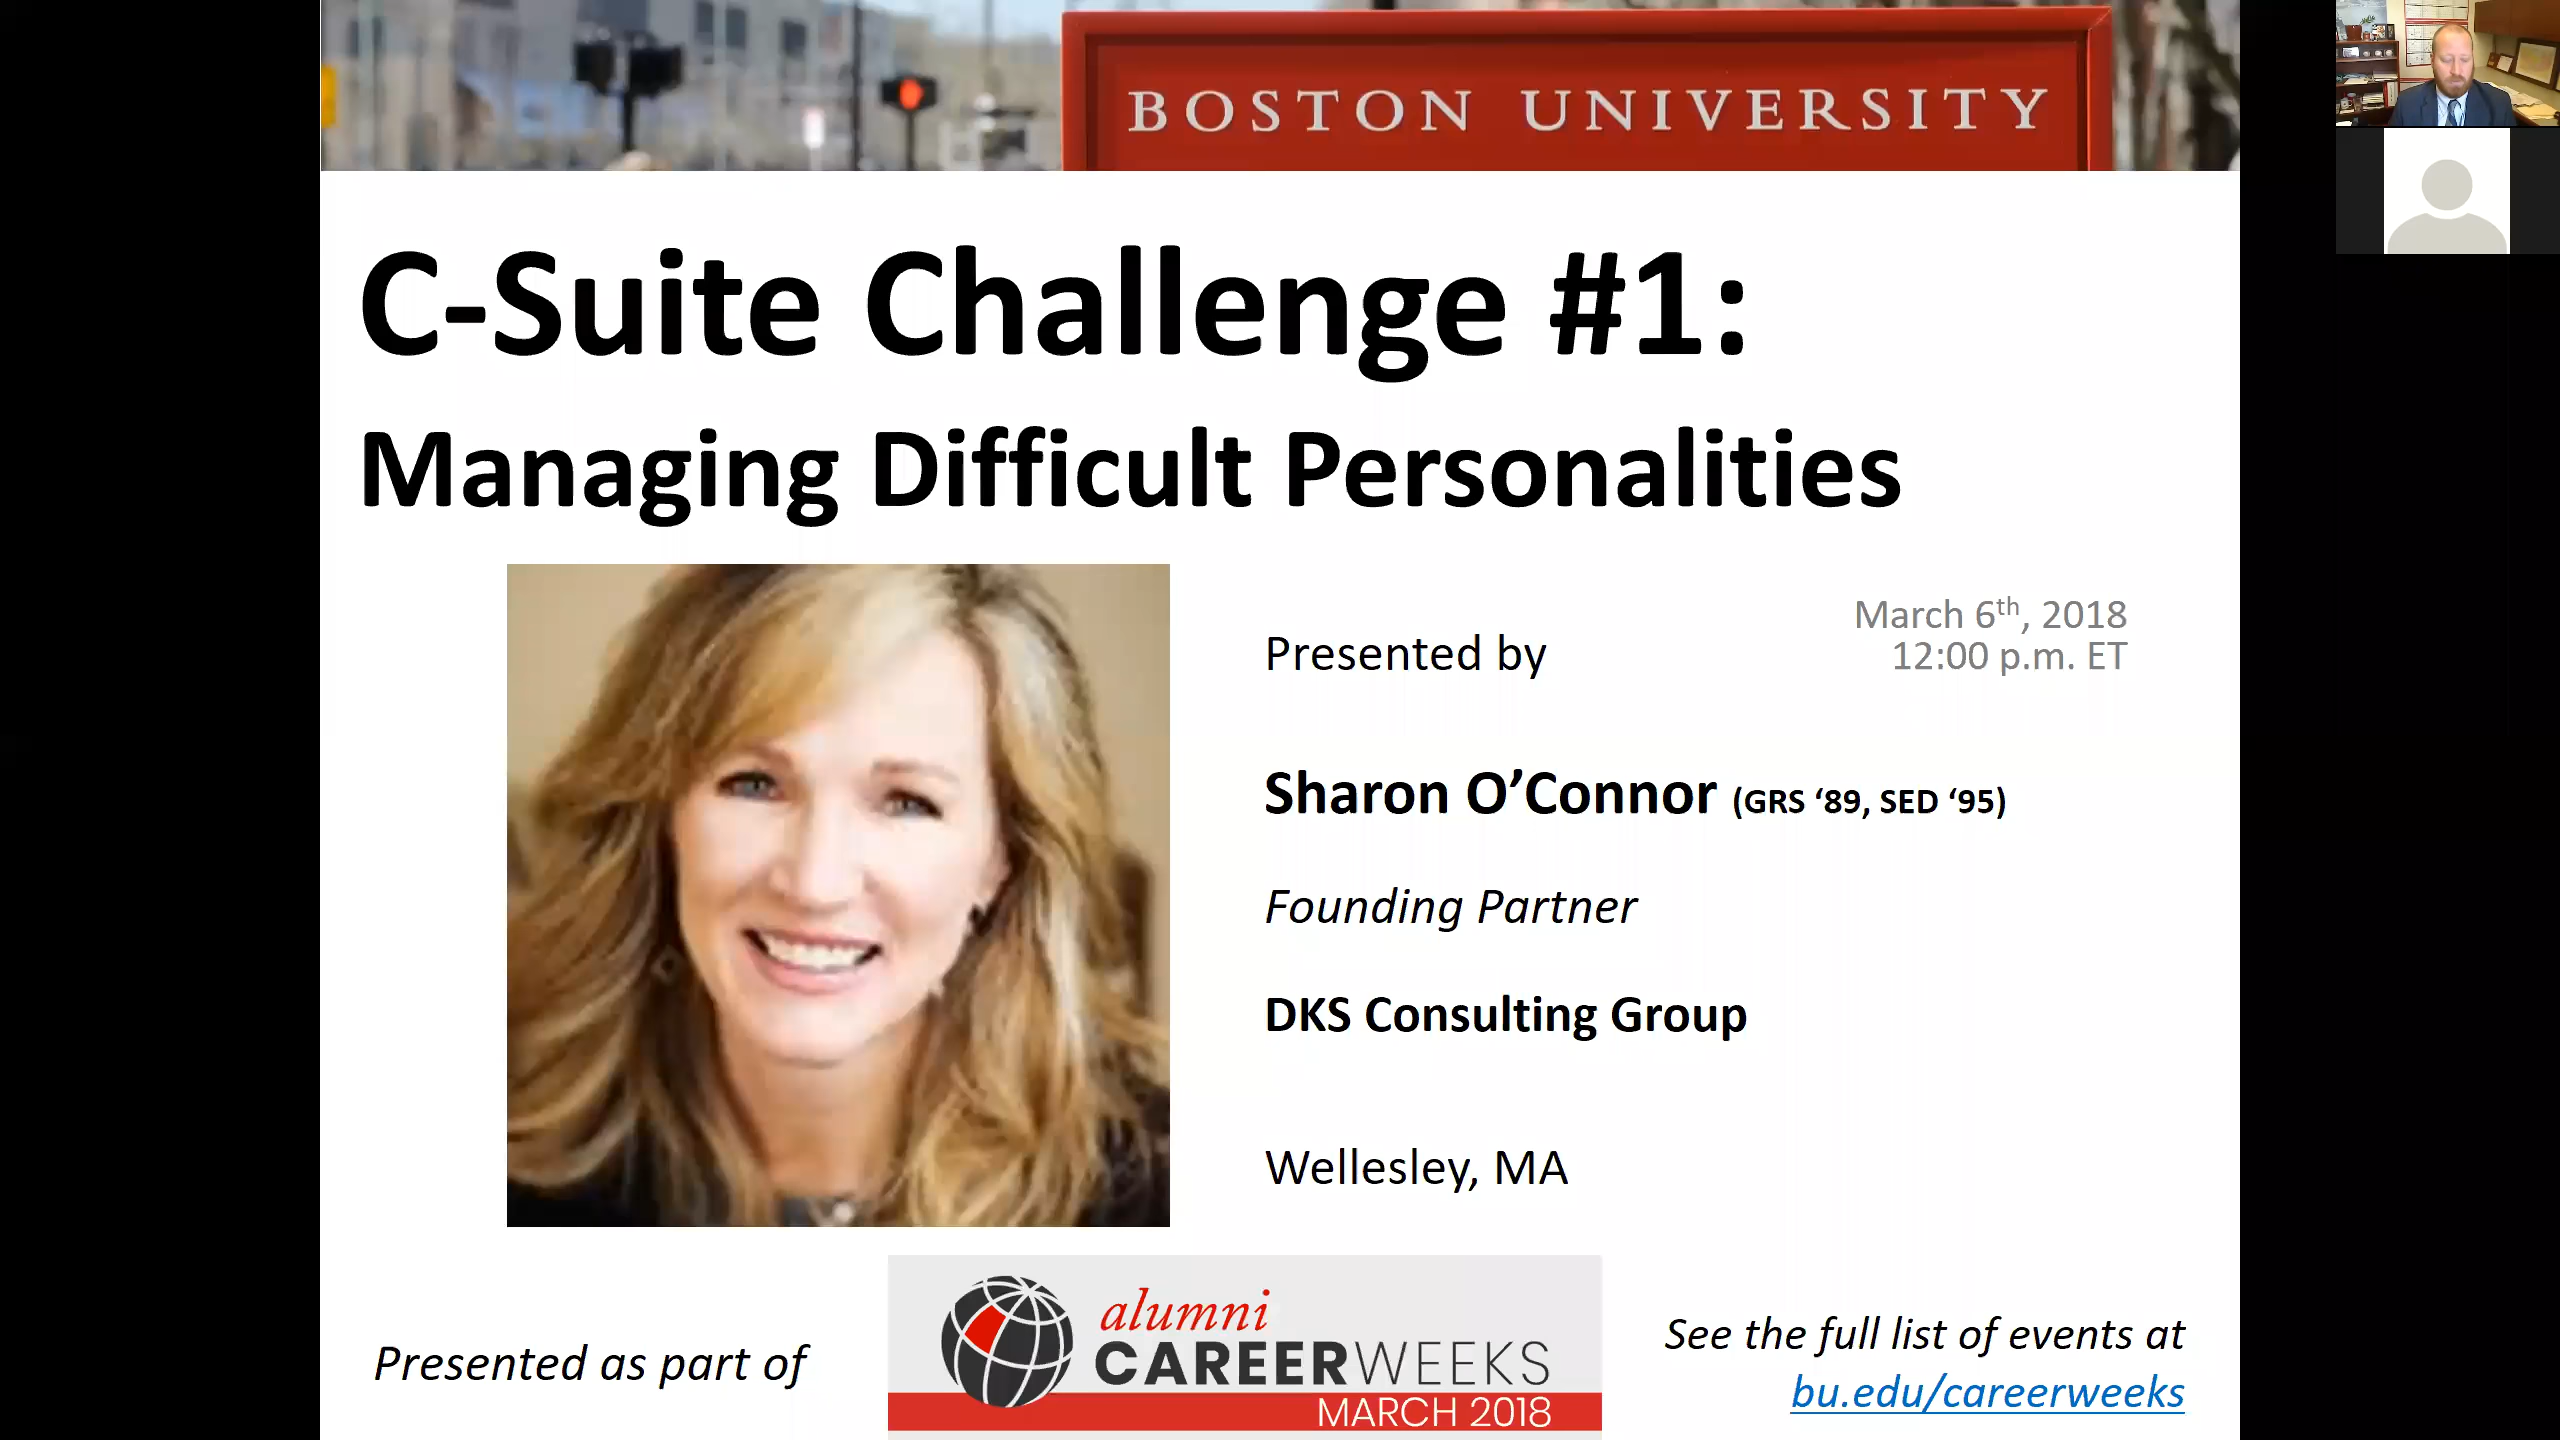 BOSTON UNIVERSITY
C-Suite Challenge #1:
Managing Difficult Personalities
Presented by
March 6th, 2018
12:00 p.m. ET
Sharon O’Connor (GRS ‘89, SED ‘95)
Founding Partner
DKS Consulting Group
Wellesley, MA
Presented as part of
alumni
CAREERWEEKS
MARCH 2018
See the full list of events at
bu.edu/careerweeks